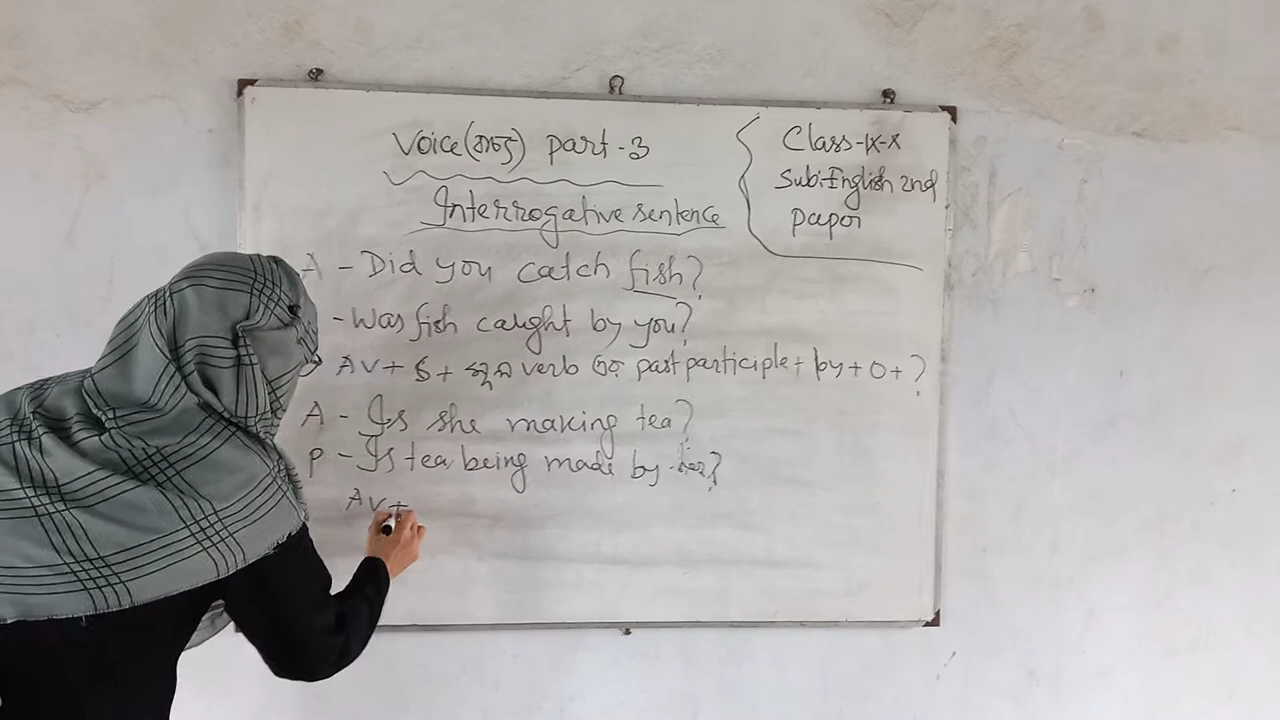 Voice(বাচ্য) part-3
Interrogative sentence
Class-IX-X
Sub:English 2nd
paper
A - Did you catch fish?
- Was fish caught by you?
AV + S + মূল verb এর past participle + by + O + ?
A - Is she making tea?
P - Is tea being made by her?
AV +